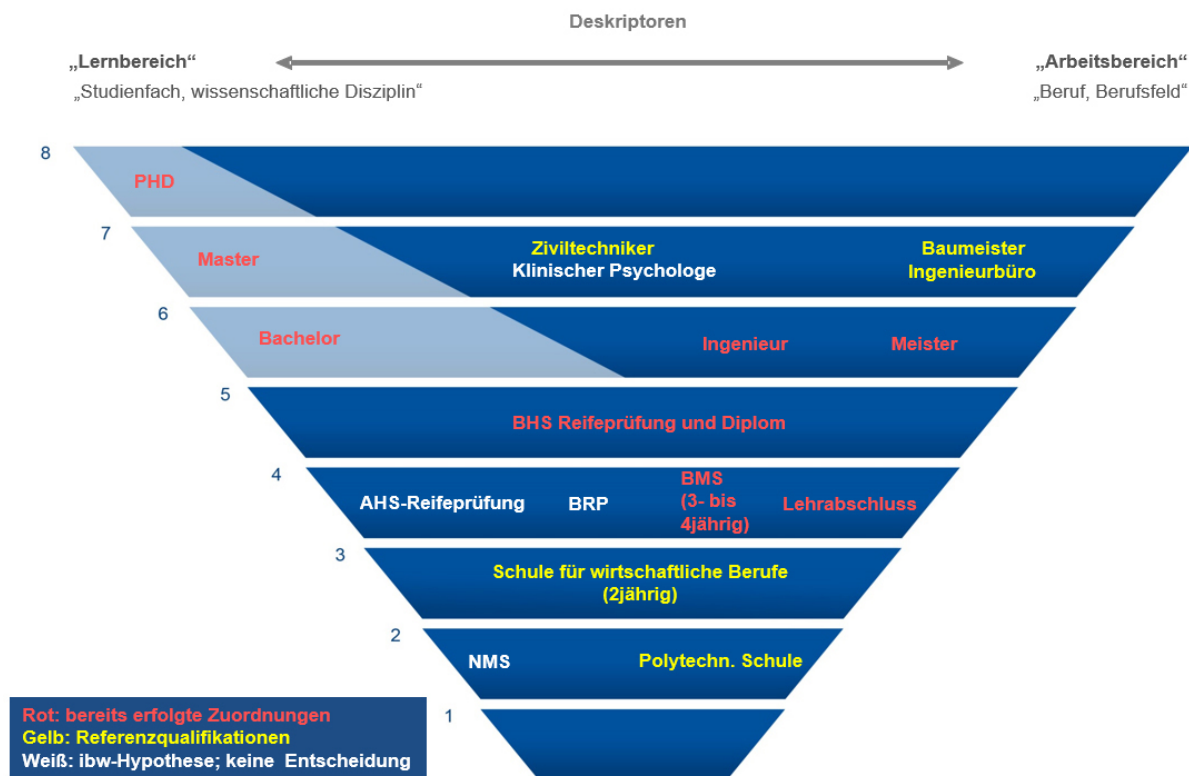 Deskriptoren
„Lernbereich“
„Arbeitsbereich“
„Studienfach, wissenschaftliche Disziplin“
„Beruf, Berufsfeld“
8
PHD
7
Master
Ziviltechniker
Klinischer Psychologe
Baumeister
Ingenieurbüro
6
Bachelor
Ingenieur
Meister
5
BHS Reifeprüfung und Diplom
4
AHS-Reifeprüfung
BRP
BMS
(3- bis
4jährig)
Lehrabschluss
3
Schule für wirtschaftliche Berufe
(2jährig)
2
NMS
Polytechn. Schule
1
Rot: bereits erfolgte Zuordnungen
Gelb: Referenzqualifikationen
Weiß: ibw-Hypothese; keine Entscheidung